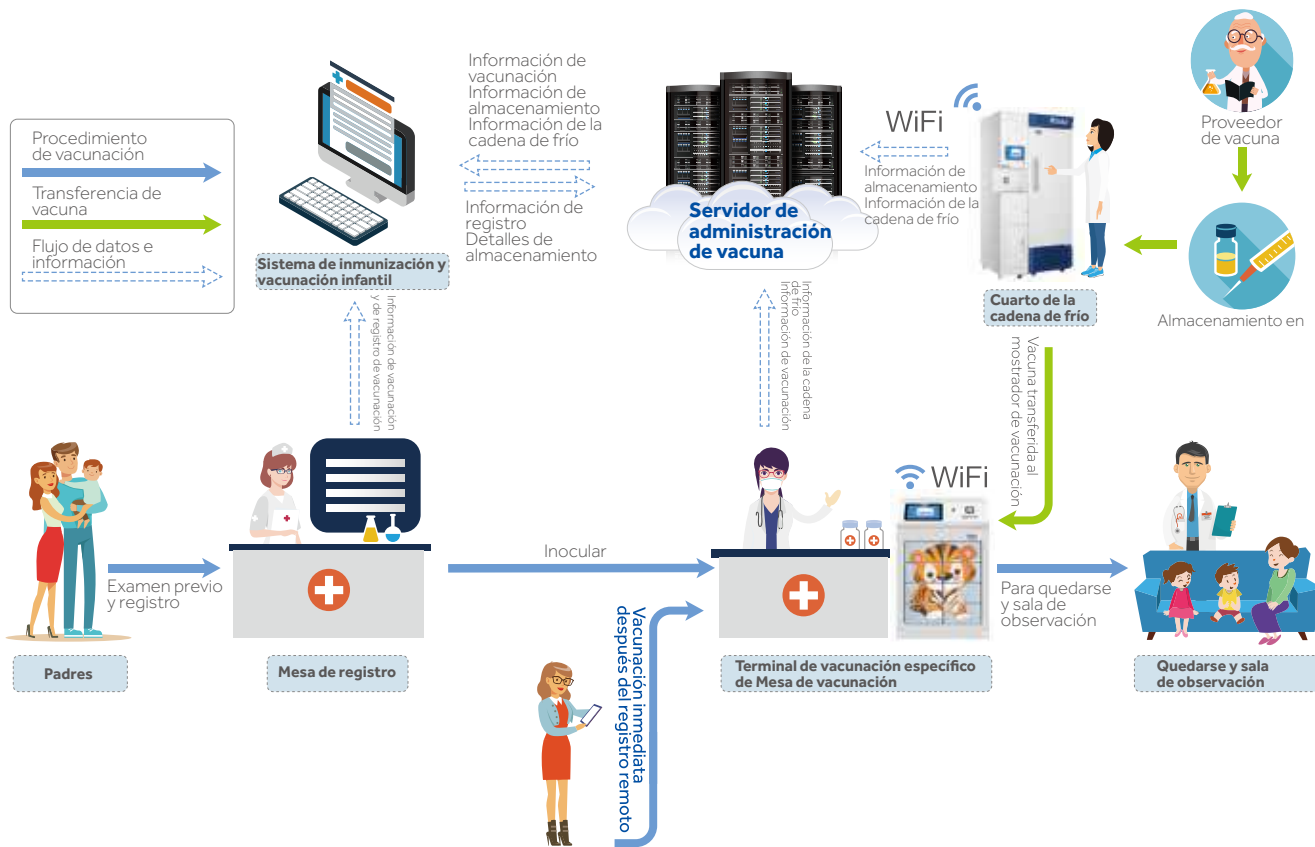 Procedimiento
de vacunación
Transferencia de
vacuna
Flujo de datos e
información
Sistema de inmunización y
vacunación infantil
Información de
vacunación
Información de
almacenamiento
Información de la
cadena de frío
Información de
registro
Detalles de
almacenamiento
Servidor de
administración
de vacuna
WiFi
Información de
almacenamiento
Información de la
cadena de frío
Cuarto de la
cadena de frío
Proveedor
de vacuna
Almacenamiento en
Información de vacunación
y de registro de vacunación
Información de la cadena
de frío
Información de vacunación
Vacuna transferida al
mostrador de vacunación
WiFi
Examen previo
y registro
Inocular
Para quedarse
y sala de
observación
Padres
Mesa de registro
Vacunación inmediata
después del registro remoto
Terminal de vacunación específico
de Mesa de vacunación
Quedarse y sala
de observación